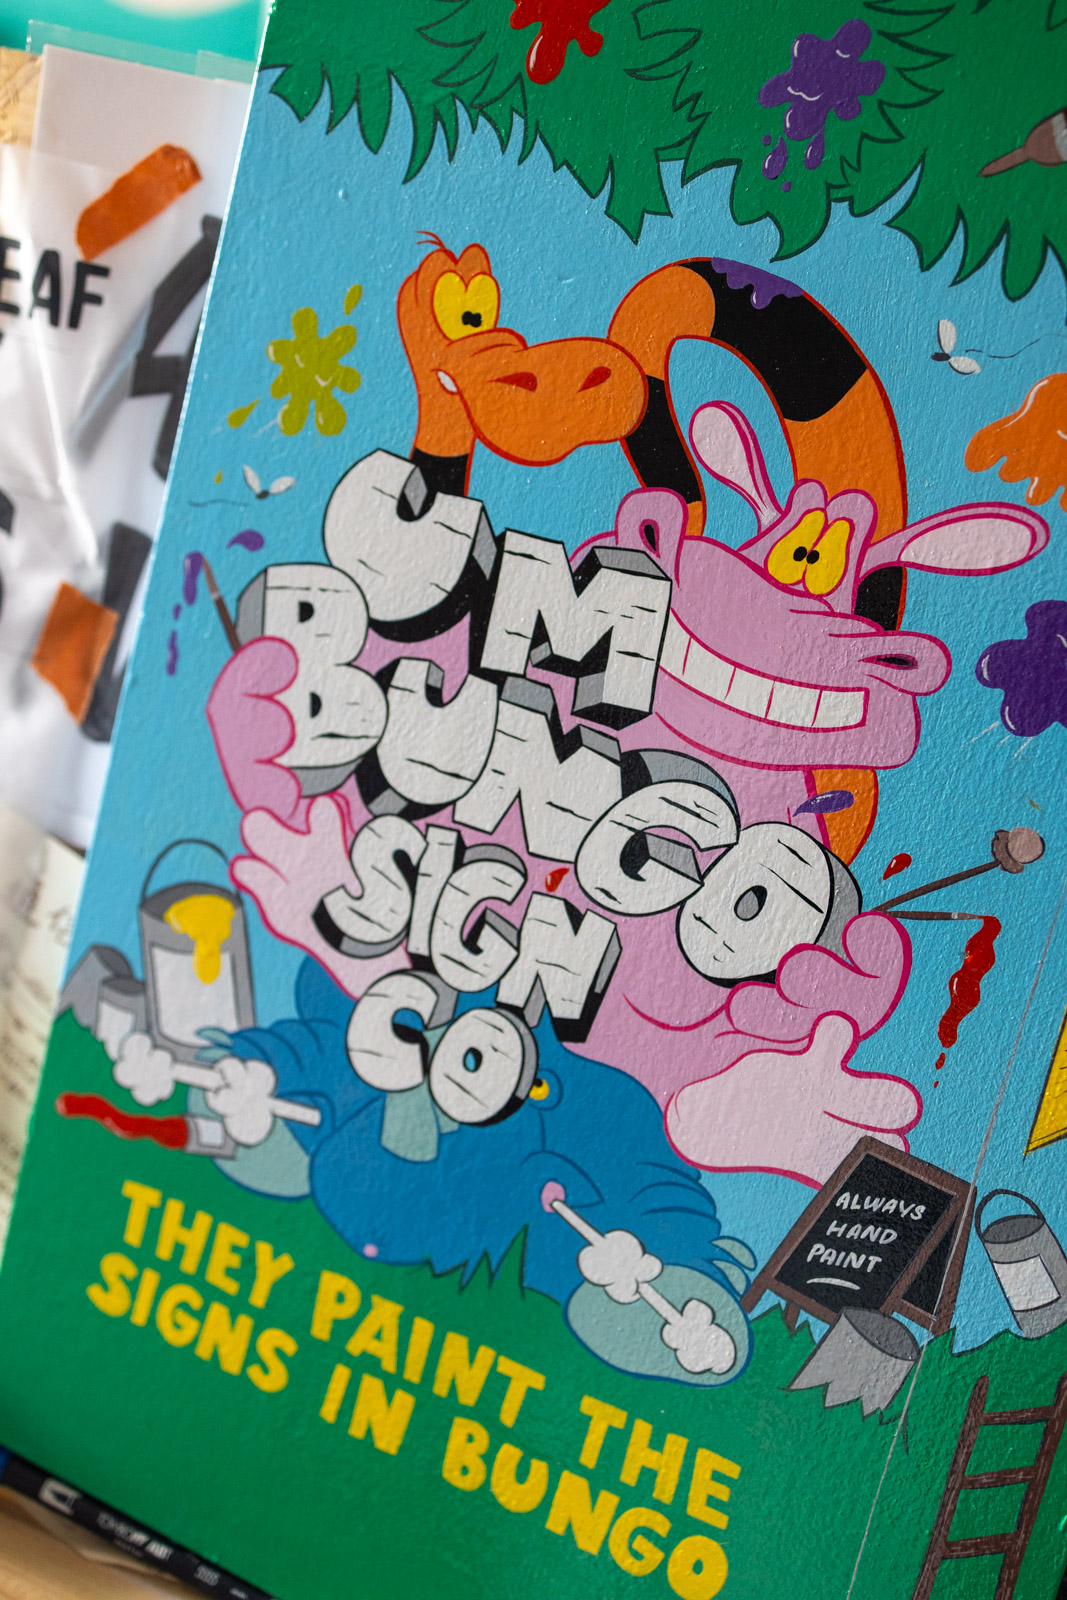 EAF
UM
BUNGO
SIGN
CO
ALWAYS
HAND
PAINT
THEY PAINT THE
SIGNS IN BUNGO